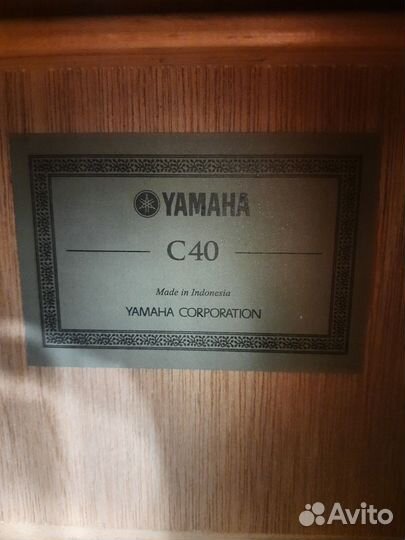 YAMAHA
C40
Made in Indonesia
YAMAHA CORPORATION
Avito